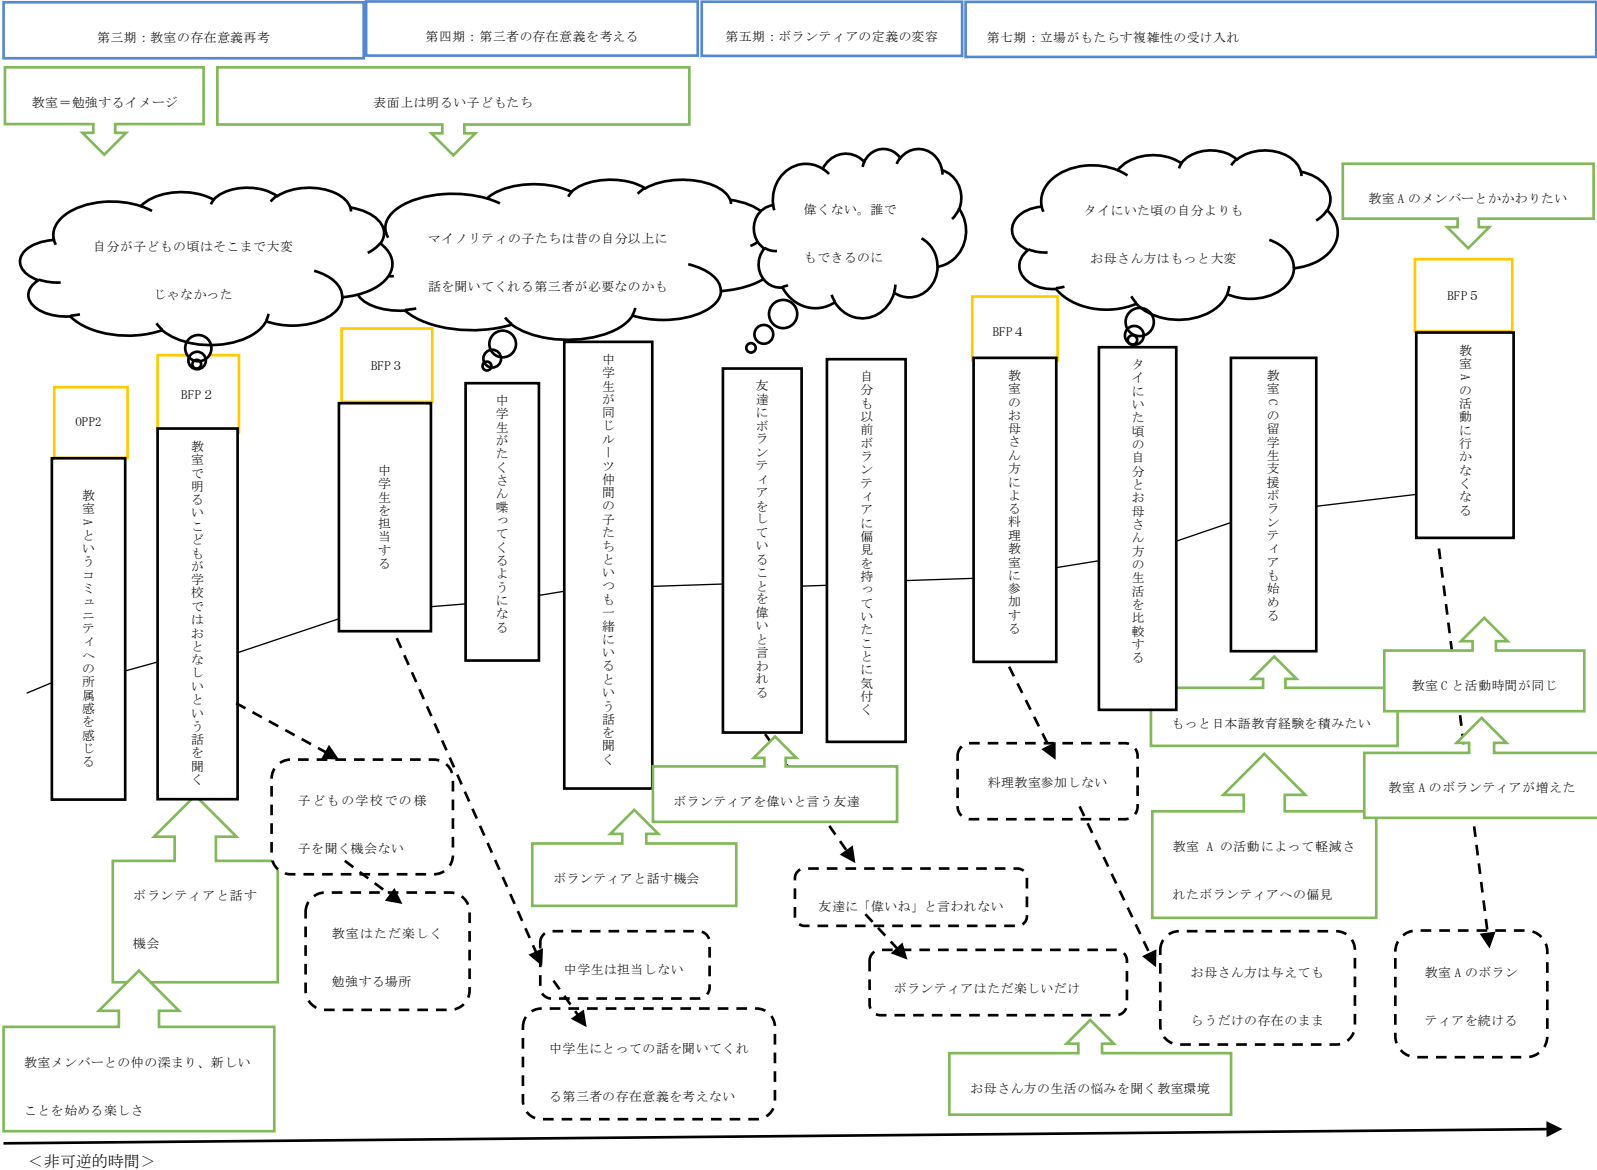 第三期：教室の存在意義再考
第四期：第三者の存在意義を考える
第五期：ボランティアの定義の変容
第七期：立場がもたらす複雑性の受け入れ
教室＝勉強するイメージ
表面上は明るい子どもたち
自分が子どもの頃はそこまで大変
じゃなかった
マイノリティの子たちは昔の自分以上に
話を聞いてくれる第三者が必要なのかも
偉くない。誰で
もできるのに
タイにいた頃の自分よりも
お母さん方はもっと大変
教室 A のメンバーとかかわりたい
OPP2
BFP２
BFP３
BFP４
BFP５
教室 A というコミュニティへの所属感を感じる
教室で明るいこどもが学校ではおとなしいという話を聞く
中学生を担当する
中学生がたくさん喋ってくるようになる
中学生が同じルーツ仲間の子たちといつも一緒にいるという話を聞く
友達にボランティアをしていることを偉いと言われる
自分も以前ボランティアに偏見を持っていたことに気付く
教室のお母さん方による料理教室に参加する
タイにいた頃の自分とお母さん方の生活を比較する
教室 C の留学生支援ボランティアも始める
教室 A の活動に行かなくなる
ボランティアと話す
機会
教室メンバーとの仲の深まり、新しい
ことを始める楽しさ
子どもの学校での様
子を聞く機会ない
教室はただ楽しく
勉強する場所
ボランティアと話す機会
中学生は担当しない
中学生にとっての話を聞いてくれ
る第三者の存在意義を考えない
ボランティアを偉いと言う友達
友達に「偉いね」と言われない
ボランティアはただ楽しいだけ
料理教室参加しない
お母さん方の生活の悩みを聞く教室環境
もっと日本語教育経験を積みたい
教室 A の活動によって軽減さ
れたボランティアへの偏見
お母さん方は与えても
らうだけの存在のまま
教室 C と活動時間が同じ
教室 A のボランティアが増えた
教室 A のボラン
ティアを続ける
＜非可逆的時間＞